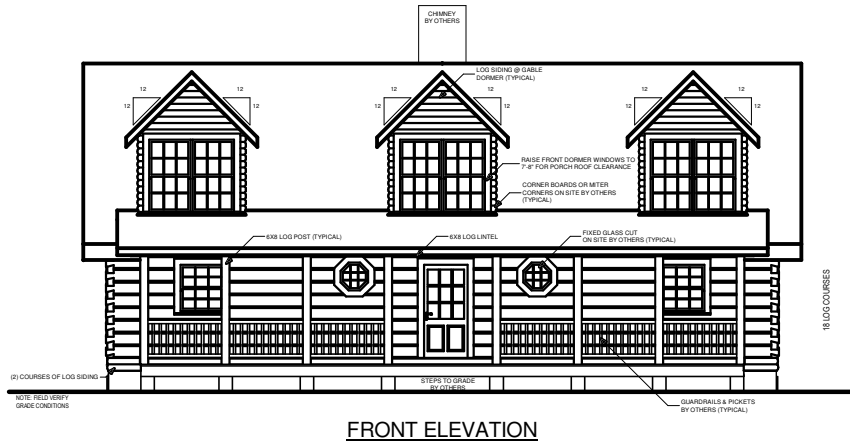 CHIMNEY
BY OTHERS
LOG SIDING @ GABLE
DORMER (TYPICAL)
12
12
12
12
12
12
12
12
12
12
12
12
RAISE FRONT DORMER WINDOWS TO
7'-8" FOR PORCH ROOF CLEARANCE
CORNER BOARDS OR MITER
CORNERS ON SITE BY OTHERS
(TYPICAL)
6X8 LOG POST (TYPICAL)
6X8 LOG LINTEL
FIXED GLASS CUT
ON SITE BY OTHERS (TYPICAL)
18 LOG COURSES
(2) COURSES OF LOG SIDING
STEPS TO GRADE
BY OTHERS
NOTE: FIELD VERIFY
GRADE CONDITIONS
GUARDRAILS & PICKETS
BY OTHERS (TYPICAL)
FRONT ELEVATION